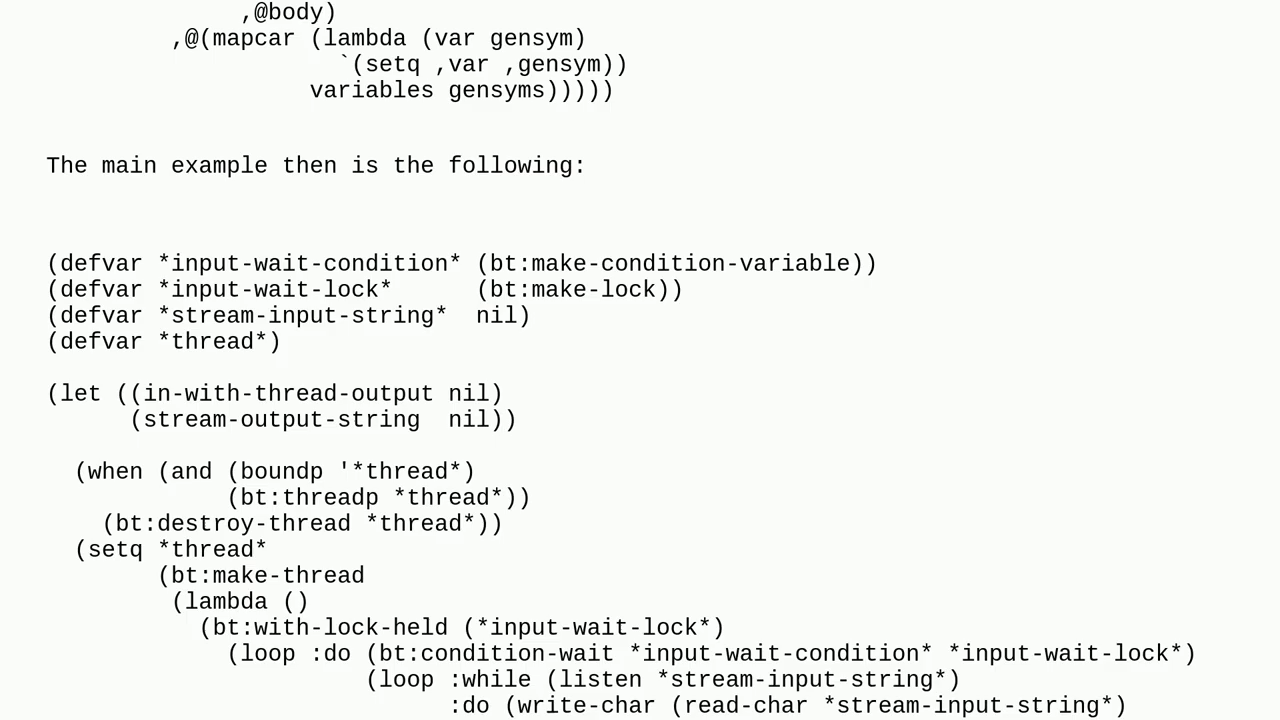 ,@body)
,@(mapcar (lambda (var gensym)
`(setq ,var ,gensym))
variables gensyms)))))
The main example then is the following:
(defvar *input-wait-condition* (bt:make-condition-variable))
(defvar *input-wait-lock*      (bt:make-lock))
(defvar *stream-input-string*  nil)
(defvar *thread*)
(let ((in-with-thread-output nil)
(stream-output-string  nil))
(when (and (boundp '*thread*)
(bt:threadp *thread*))
(bt:destroy-thread *thread*))
(setq *thread*
(bt:make-thread
(lambda ()
(bt:with-lock-held (*input-wait-lock*)
(loop :do (bt:condition-wait *input-wait-condition* *input-wait-lock*)
(loop :while (listen *stream-input-string*)
:do (write-char (read-char *stream-input-string*)